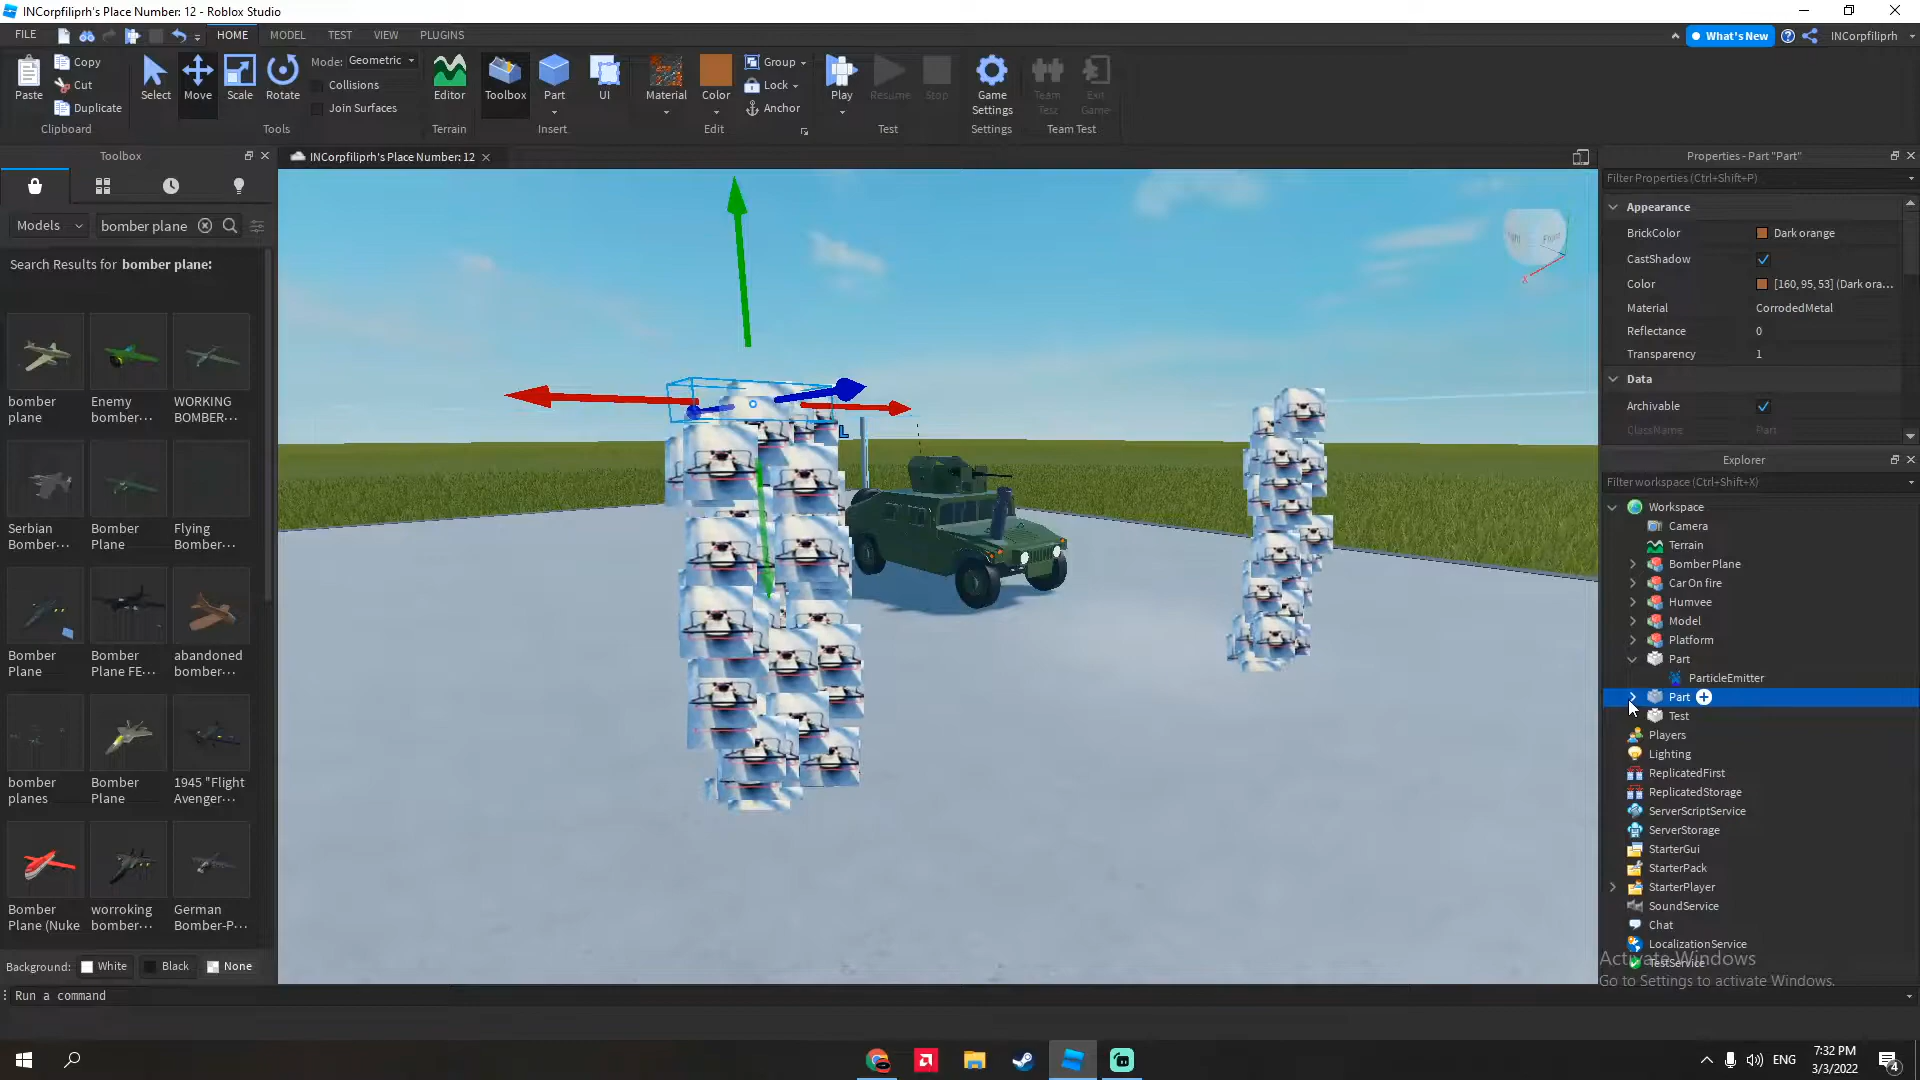 INCorpfiliprh's Place Number: 12 - Roblox Studio
FILE
HOME
MODEL
TEST
VIEW
PLUGINS
What's New
INCorpfiliprh
Paste
Copy
Cut
Duplicate
Clipboard
Select
Move
Scale
Rotate
Mode: Geometric
Collisions
Join Surfaces
Tools
Editor
Terrain
Toolbox
Part
UI
Insert
Material
Color
Group
Lock
Anchor
Edit
Play
Resume
Stop
Test
Game
Settings
Settings
Team
Test
Exit
Game
Team Test
Toolbox
Models
bomber plane
Search Results for bomber plane:
bomber
plane
Enemy
bomber-···
WORKING
BOMBER-···
Serbian
Bomber-···
Bomber
Plane
Flying
Bomber-···
Bomber
Plane
Bomber
Plane FE-···
abandoned
bomber-···
bomber
planes
Bomber
Plane
1945 "Flight
Avenger-···
Bomber
Plane (Nuke
worroking
bomber-···
German
Bomber-P-···
Background:
White
Black
None
Run a command
INCorpfiliprh's Place Number: 12
L
Front
X
Properties - Part "Part"
Filter Properties (Ctrl+Shift+P)
Appearance
BrickColor
Dark orange
CastShadow
Color
[160, 95, 53] (Dark ora...
Material
CorrodedMetal
Reflectance
0
Transparency
1
Data
Archivable
ClassName
Part
Explorer
Filter workspace (Ctrl+Shift+X)
Workspace
Camera
Terrain
Bomber Plane
Car On fire
Humvee
Model
Platform
Part
ParticleEmitter
Part
Test
Players
Lighting
ReplicatedFirst
ReplicatedStorage
ServerScriptService
ServerStorage
StarterGui
StarterPack
StarterPlayer
SoundService
Chat
LocalizationService
TestService
Activate Windows
Go to Settings to activate Windows.
ENG
7:32 PM
3/3/2022
4